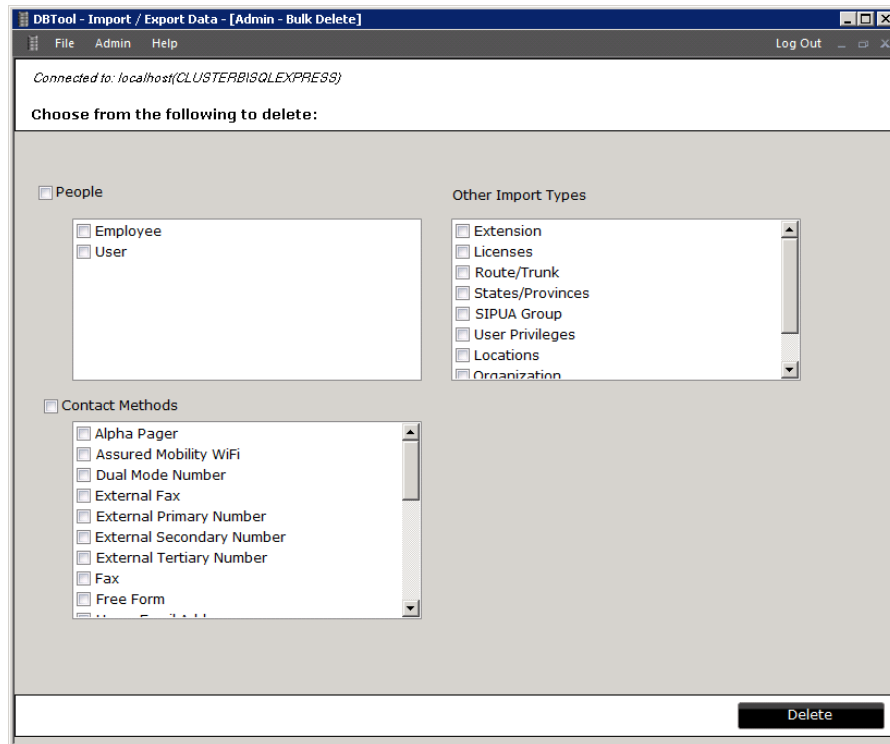 DBTool - Import / Export Data - [Admin - Bulk Delete]
File Admin Help Log Out
Connected to: localhost(CLUSTERB\SQLEXPRESS)
Choose from the following to delete:
People
Employee
User
Other Import Types
Extension
Licenses
Route/Trunk
States/Provinces
SIPUA Group
User Privileges
Locations
Organization
Contact Methods
Alpha Pager
Assured Mobility WiFi
Dual Mode Number
External Fax
External Primary Number
External Secondary Number
External Tertiary Number
Fax
Free Form
Delete